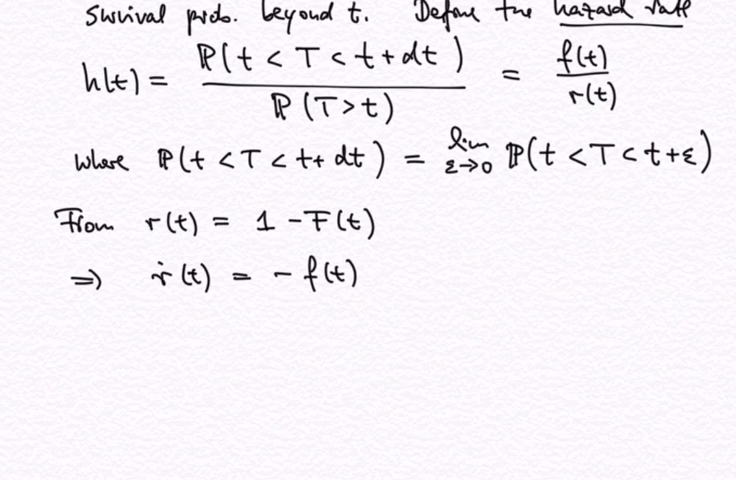 survival prob. beyond t. Define the hazard rate
h(t) = P(t < T < t+dt) / P(T>t) = f(t) / r(t)
where P(t < T < t+dt) = lim ε→0 P(t < T < t+ε)
From r(t) = 1 - F(t)
⇒ ṙ(t) = - f(t)